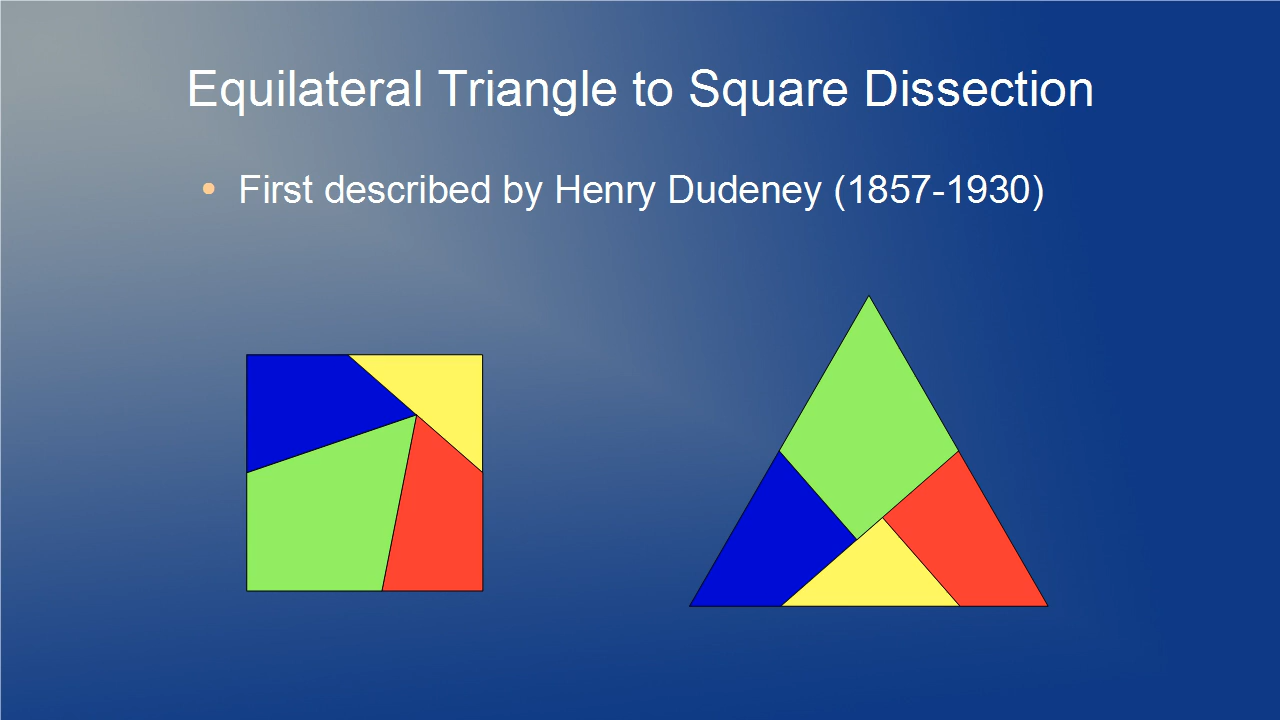 Equilateral Triangle to Square Dissection
• First described by Henry Dudeney (1857-1930)